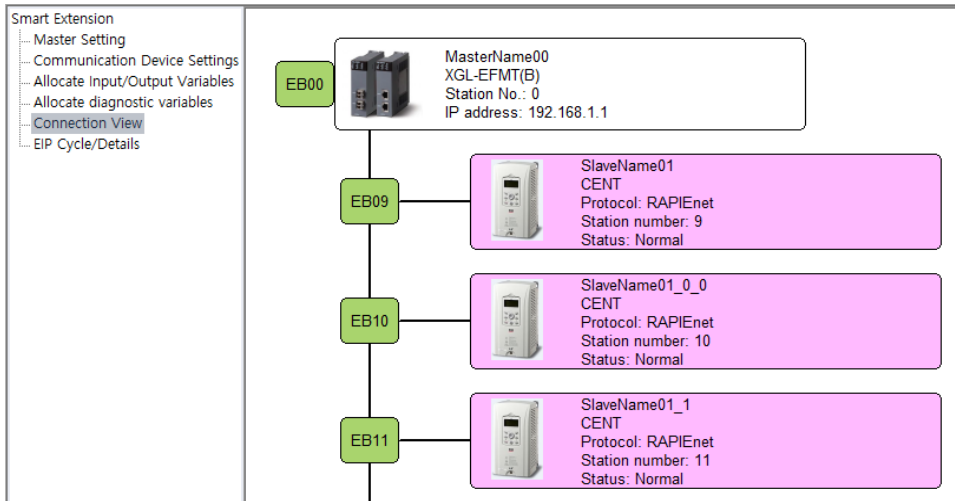 Smart Extension
Master Setting
Communication Device Settings
Allocate Input/Output Variables
Allocate diagnostic variables
Connection View
EIP Cycle/Details
EB00
MasterName00
XGL-EFMT(B)
Station No.: 0
IP address: 192.168.1.1
EB09
SlaveName01
CENT
Protocol: RAPIEnet
Station number: 9
Status: Normal
EB10
SlaveName01_0_0
CENT
Protocol: RAPIEnet
Station number: 10
Status: Normal
EB11
SlaveName01_1
CENT
Protocol: RAPIEnet
Station number: 11
Status: Normal